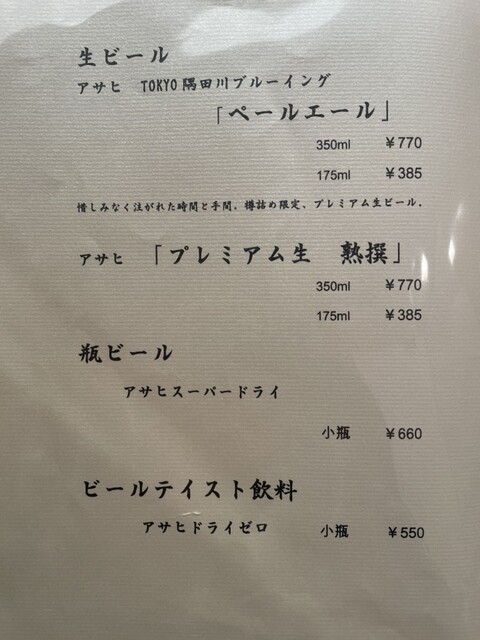 生ビール
アサヒ TOKYO隅田川ブルーイング
「ペールエール」
350ml ￥770
175ml ￥385
惜しみなく注がれた時間と手間。樽詰め限定、プレミアム生ビール。
アサヒ 「プレミアム生 熟撰」
350ml ￥770
175ml ￥385
瓶ビール
アサヒスーパードライ
小瓶 ￥660
ビールテイスト飲料
アサヒドライゼロ 小瓶 ￥550